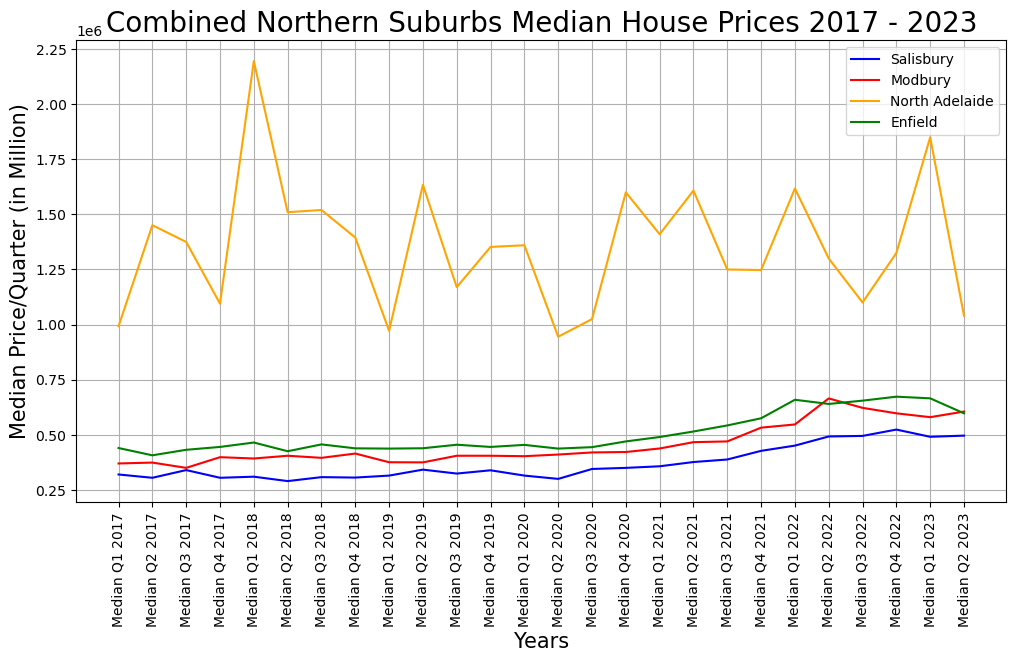 Combined Northern Suburbs Median House Prices 2017 - 2023
1e6
Salisbury
Modbury
North Adelaide
Enfield
Median Price/Quarter (in Million)
2.25
2.00
1.75
1.50
1.25
1.00
0.75
0.50
0.25
Median Q1 2017
Median Q2 2017
Median Q3 2017
Median Q4 2017
Median Q1 2018
Median Q2 2018
Median Q3 2018
Median Q4 2018
Median Q1 2019
Median Q2 2019
Median Q3 2019
Median Q4 2019
Median Q1 2020
Median Q2 2020
Median Q3 2020
Median Q4 2020
Median Q1 2021
Median Q2 2021
Median Q3 2021
Median Q4 2021
Median Q1 2022
Median Q2 2022
Median Q3 2022
Median Q4 2022
Median Q1 2023
Median Q2 2023
Years